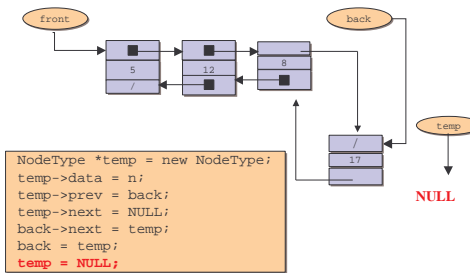 front
back
5
/
12
8
temp
/
17
NULL
NodeType *temp = new NodeType;
temp->data = n;
temp->prev = back;
temp->next = NULL;
back->next = temp;
back = temp;
temp = NULL;